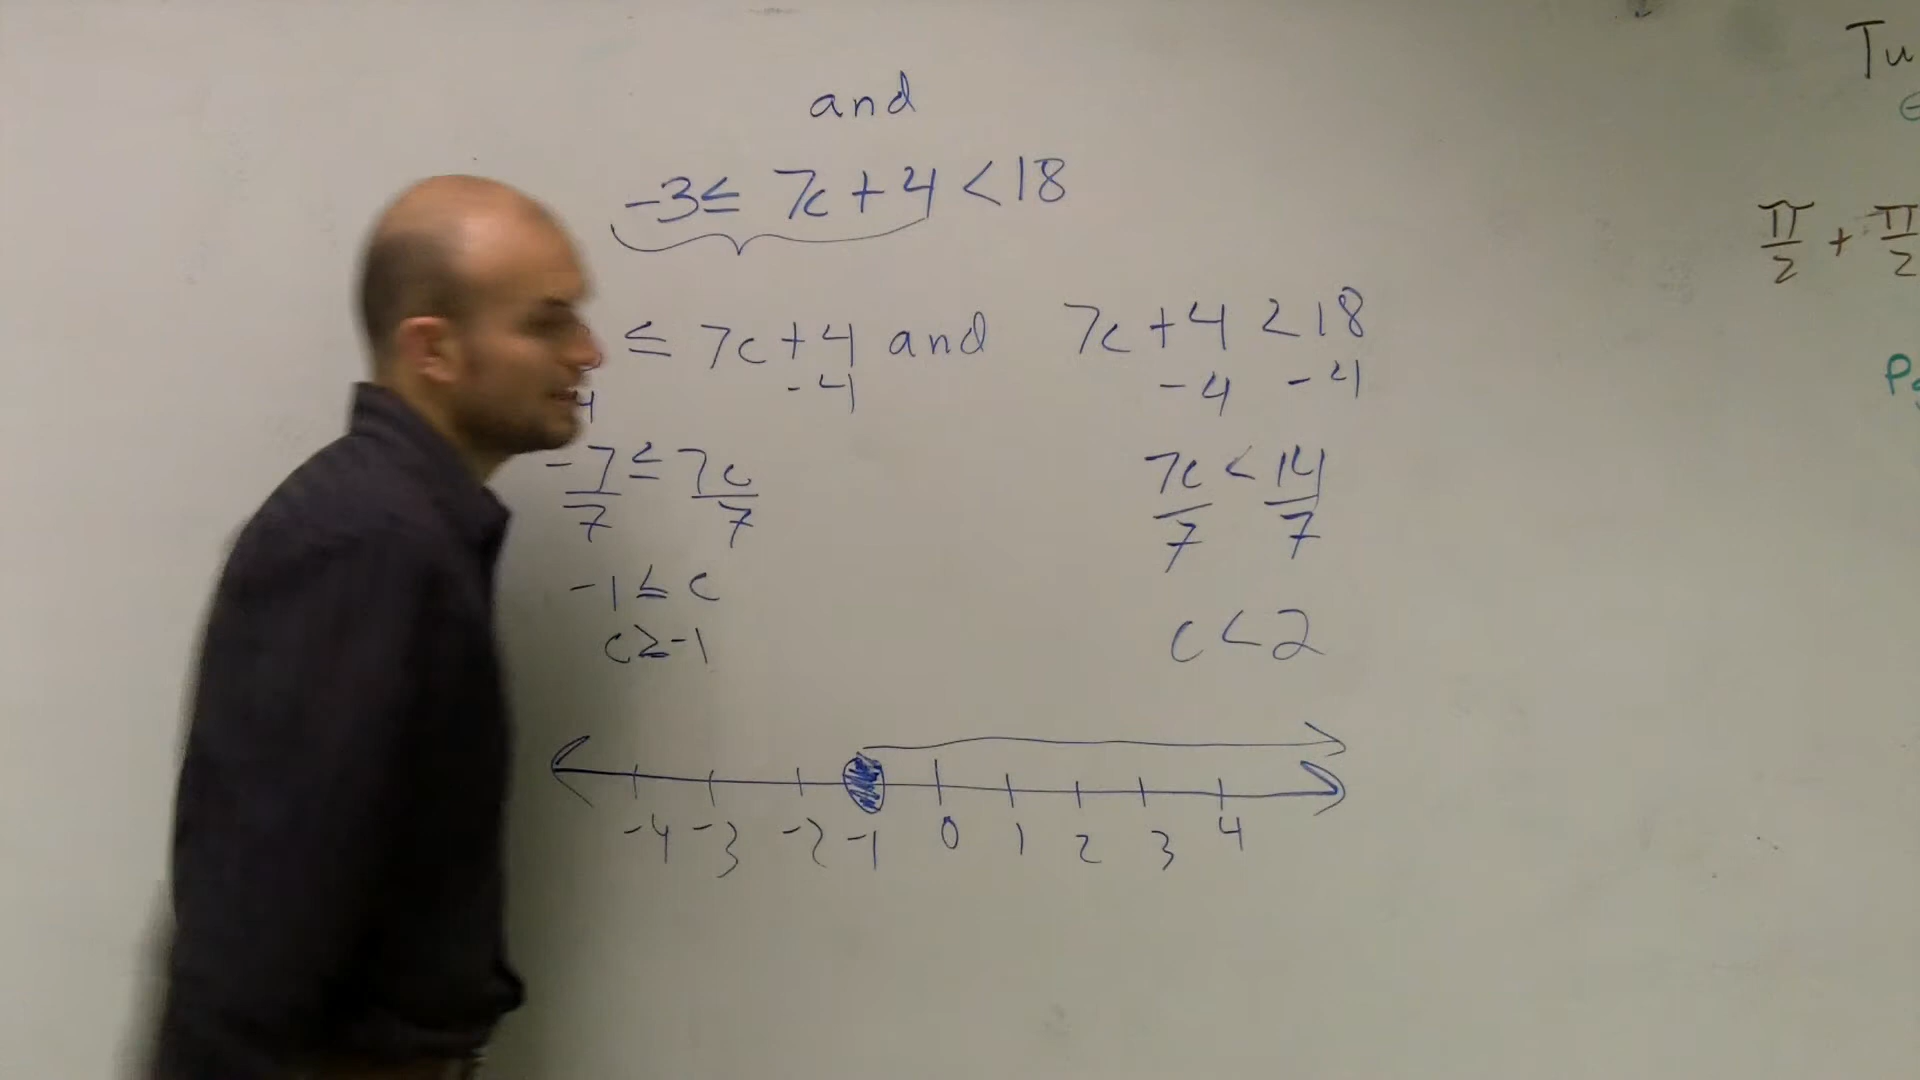 and
-3 ≤ 7c + 4 < 18
≤ 7c + 4 and 7c + 4 < 18
4 -4 -4 -4
-7 ≤ 7c 7c < 14
7 7 7 7
-1 ≤ c
c ≥ -1 c < 2
-4 -3 -2 -1 0 1 2 3 4
Tu
π/2 + π/2